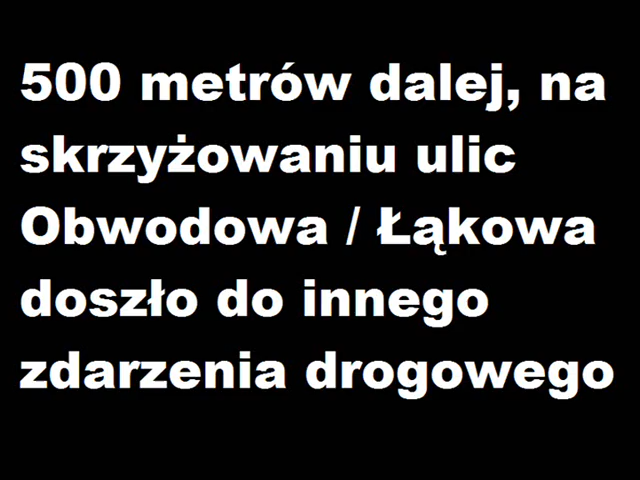 500 metrów dalej, na
skrzyżowaniu ulic
Obwodowa / Łąkowa
doszło do innego
zdarzenia drogowego